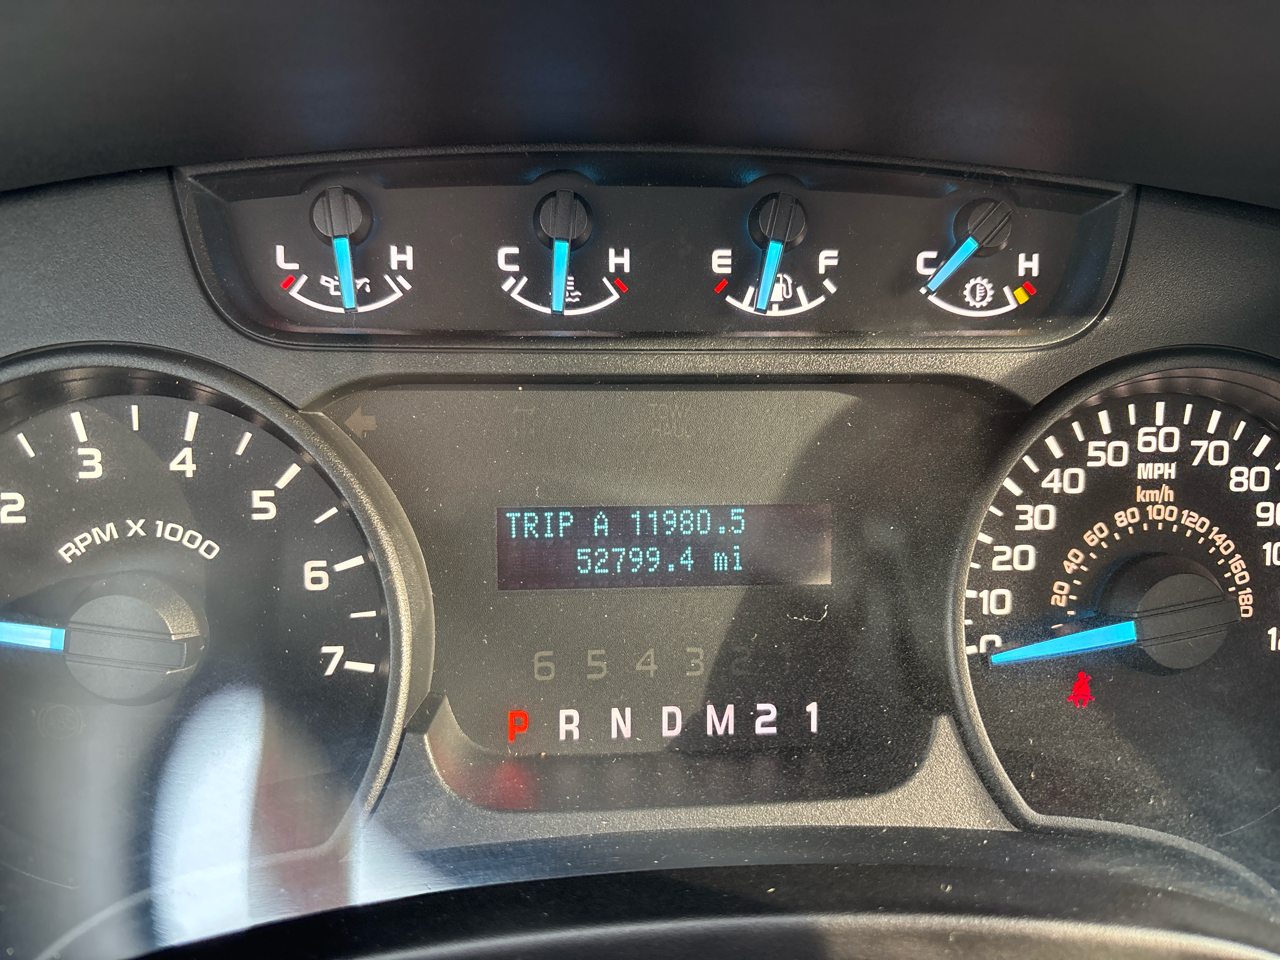 L H C H E F C H
2 3 4 5 6 7
RPM X 1000
TOW
HAUL
TRIP A 11980.5
52799.4 mi
6 5 4 3 2
P R N D M 2 1
0 10 20 30 40 50 60 70 80
MPH
km/h
20 40 60 80 100 120 140 160 180